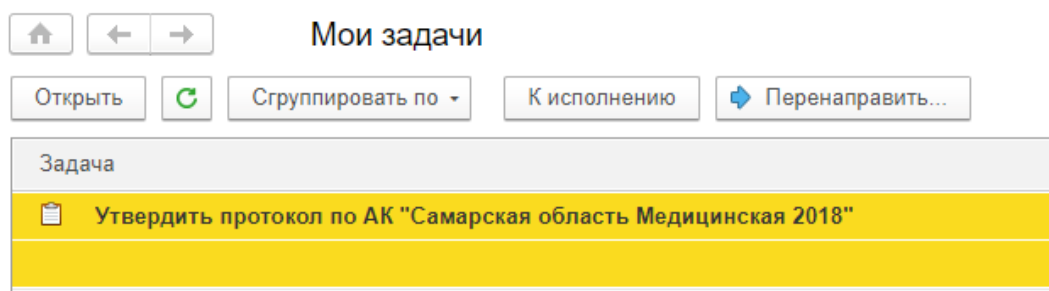 Мои задачи
Открыть Сгруппировать по К исполнению Перенаправить...
Задача
Утвердить протокол по АК "Самарская область Медицинская 2018"